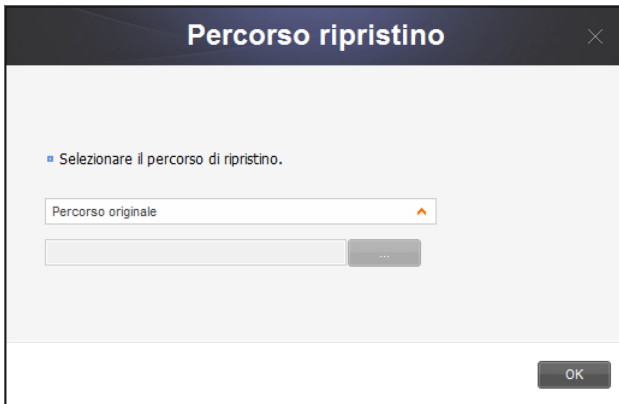 Percorso ripristino
Selezionare il percorso di ripristino.
Percorso originale
...
OK